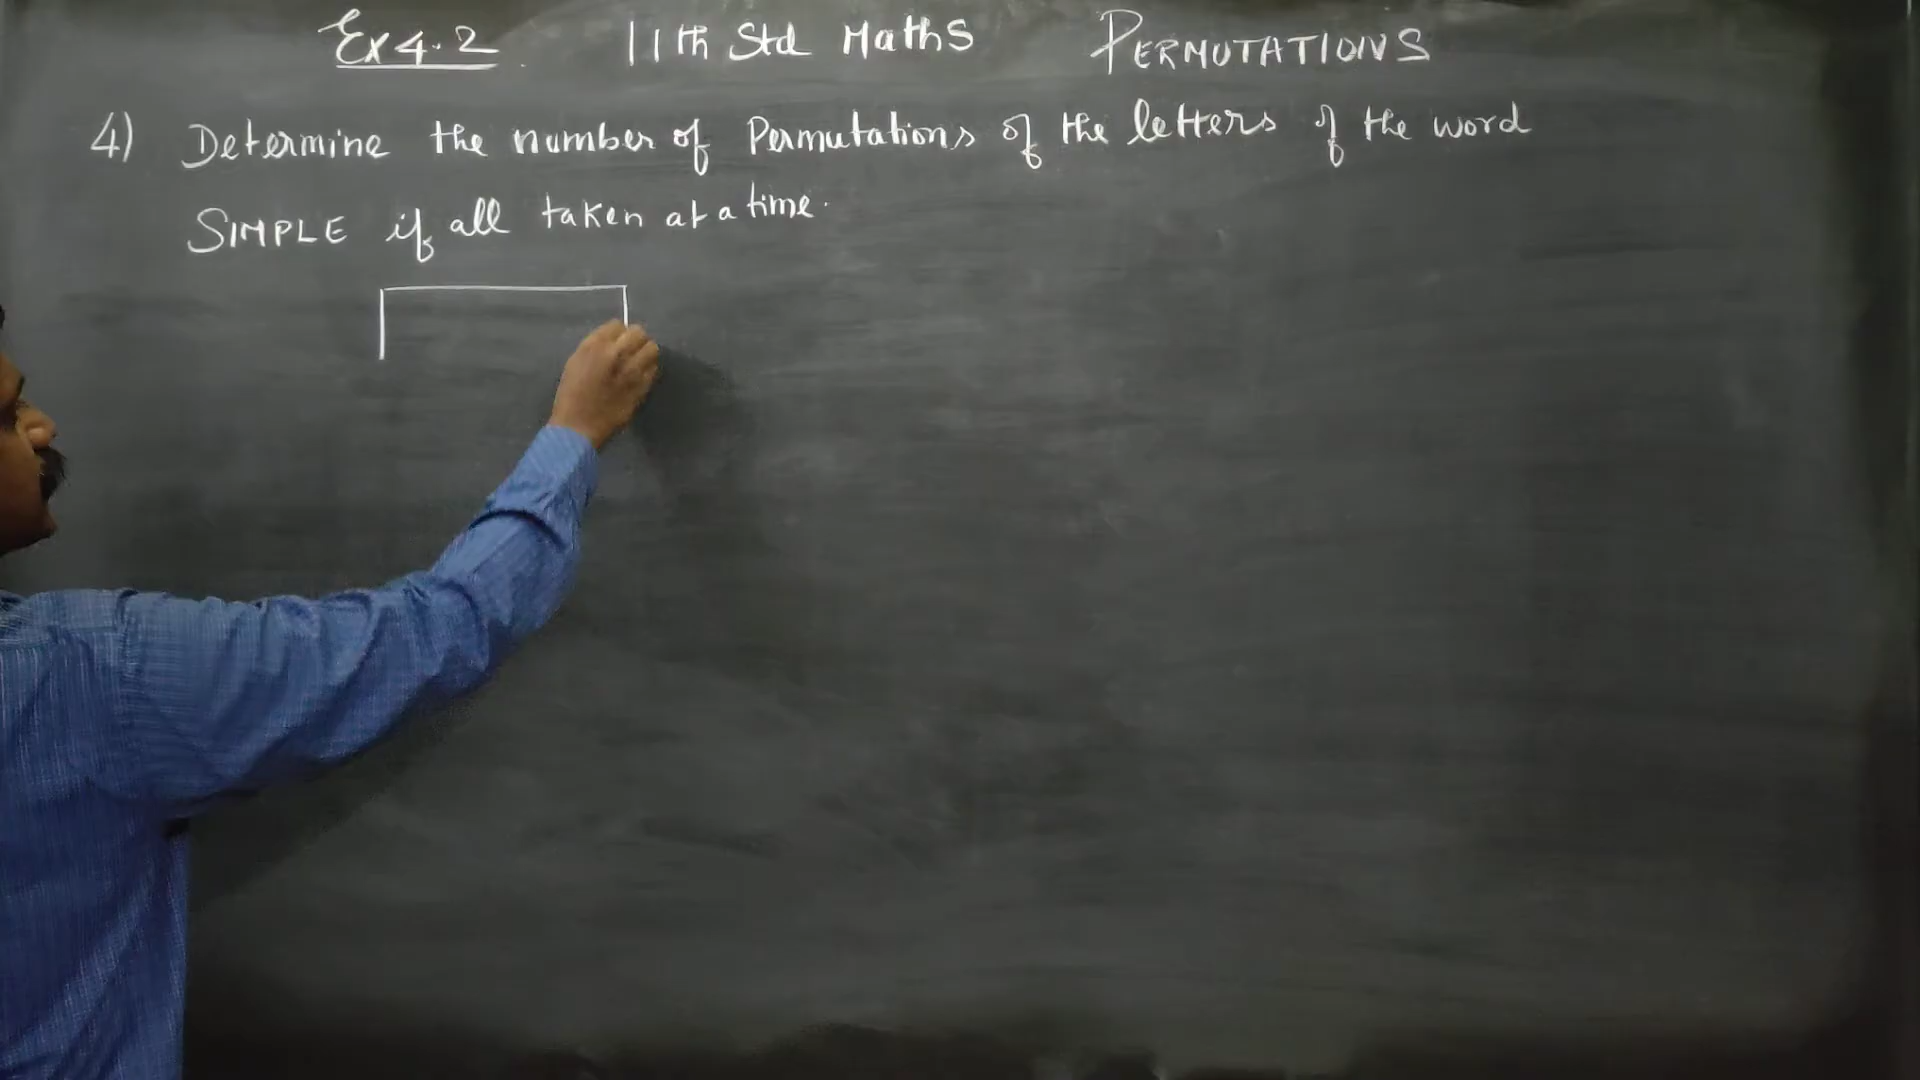 Ex 4.2 11th Std Maths PERMUTATIONS
4) Determine the number of Permutations of the letters of the word
SIMPLE if all taken at a time.